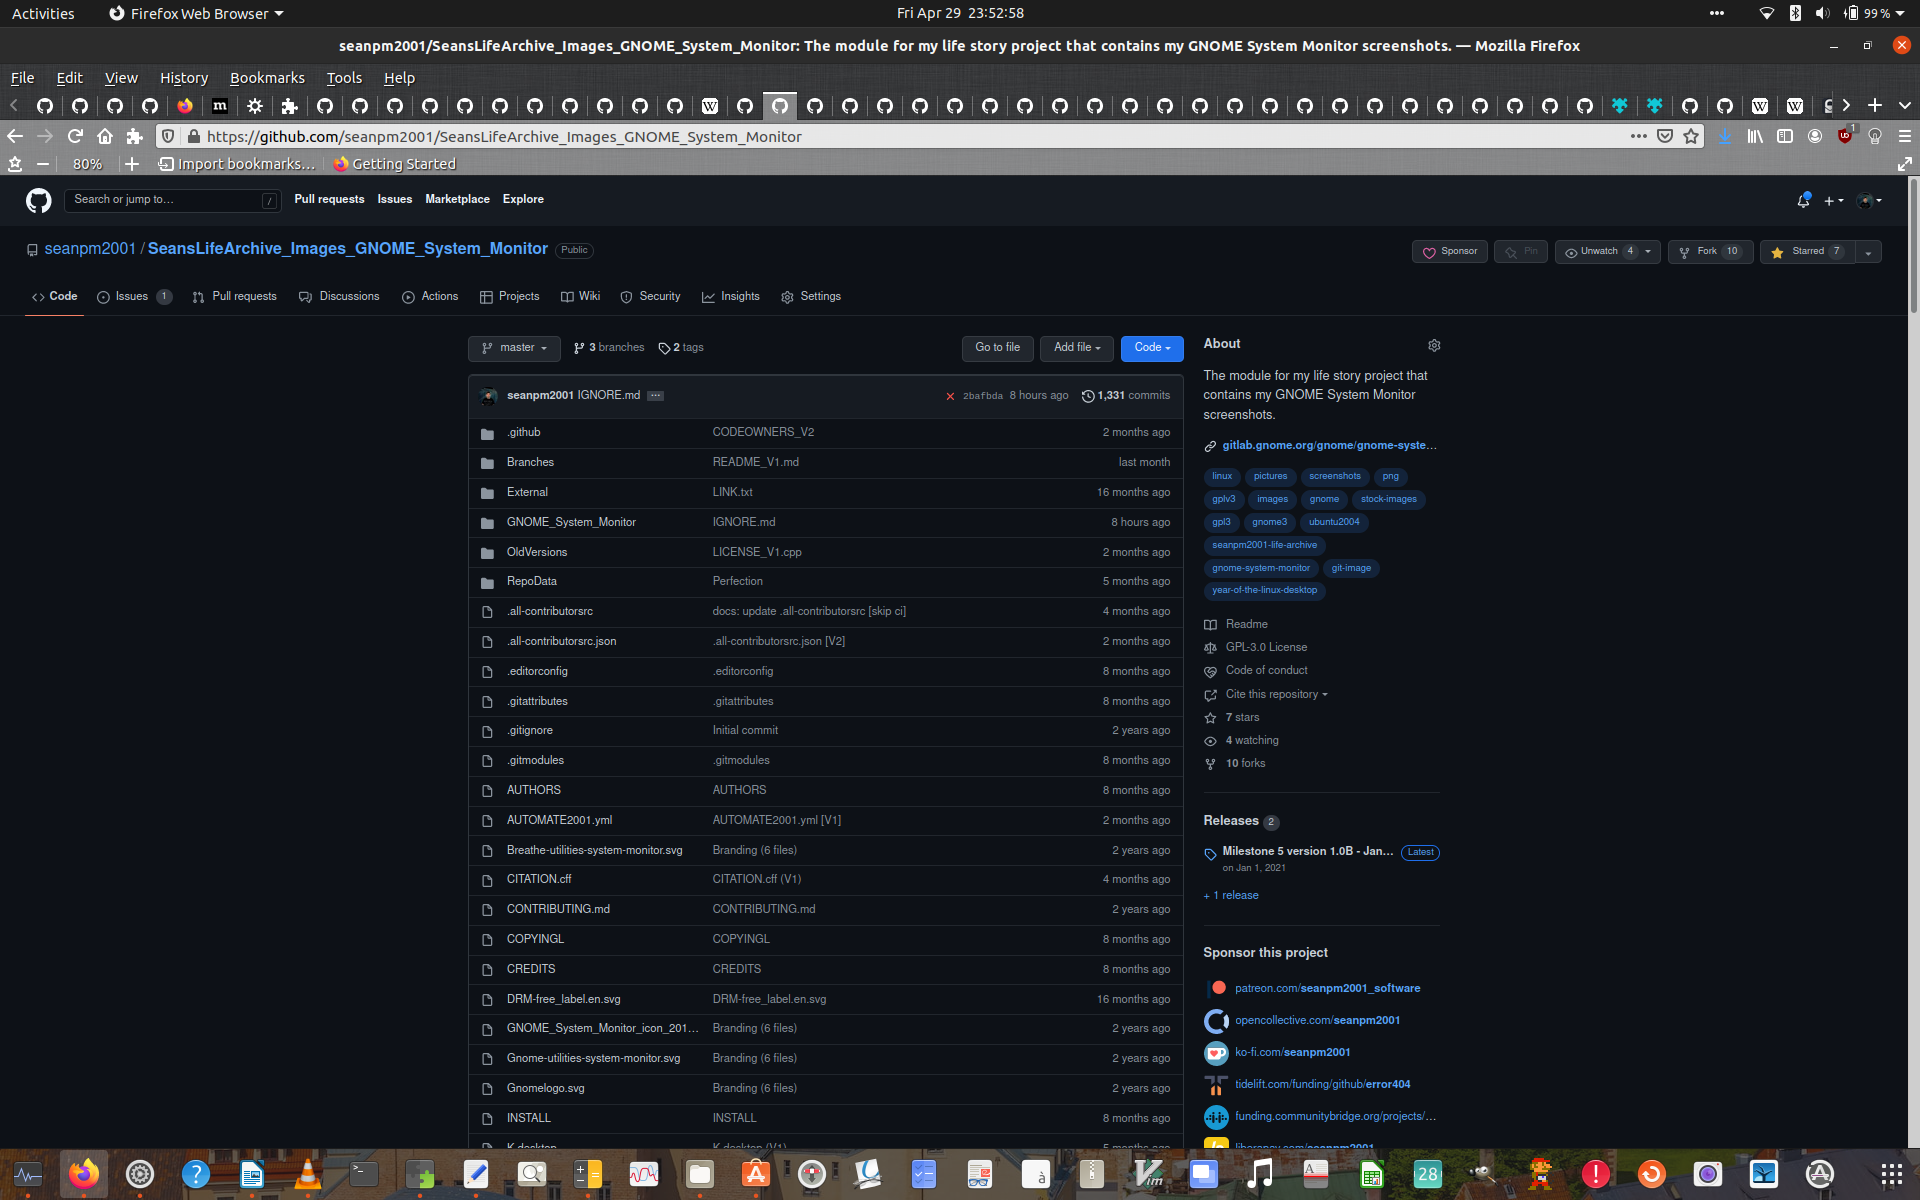 Activities
Firefox Web Browser
Fri Apr 29 23:52:58
99 %
seanpm2001/SeansLifeArchive_Images_GNOME_System_Monitor: The module for my life story project that contains my GNOME System Monitor screenshots. — Mozilla Firefox
File Edit View History Bookmarks Tools Help
https://github.com/seanpm2001/SeansLifeArchive_Images_GNOME_System_Monitor
1
80%
Import bookmarks...
Getting Started
Search or jump to...
/
Pull requests Issues Marketplace Explore
seanpm2001 / SeansLifeArchive_Images_GNOME_System_Monitor Public
Sponsor
Pin
Unwatch 4
Fork 10
Starred 7
Code
Issues 1
Pull requests
Discussions
Actions
Projects
Wiki
Security
Insights
Settings
master
3 branches
2 tags
Go to file
Add file
Code
seanpm2001 IGNORE.md ...
2bafbda 8 hours ago
1,331 commits
.github CODEOWNERS_V2 2 months ago
Branches README_V1.md last month
External LINK.txt 16 months ago
GNOME_System_Monitor IGNORE.md 8 hours ago
OldVersions LICENSE_V1.cpp 2 months ago
RepoData Perfection 5 months ago
.all-contributorsrc docs: update .all-contributorsrc [skip ci] 4 months ago
.all-contributorsrc.json .all-contributorsrc.json [V2] 2 months ago
.editorconfig .editorconfig 8 months ago
.gitattributes .gitattributes 8 months ago
.gitignore Initial commit 2 years ago
.gitmodules .gitmodules 8 months ago
AUTHORS AUTHORS 8 months ago
AUTOMATE2001.yml AUTOMATE2001.yml [V1] 2 months ago
Breathe-utilities-system-monitor.svg Branding (6 files) 2 years ago
CITATION.cff CITATION.cff (V1) 4 months ago
CONTRIBUTING.md CONTRIBUTING.md 2 years ago
COPYINGL COPYINGL 8 months ago
CREDITS CREDITS 8 months ago
DRM-free_label.en.svg DRM-free_label.en.svg 16 months ago
GNOME_System_Monitor_icon_201... Branding (6 files) 2 years ago
Gnome-utilities-system-monitor.svg Branding (6 files) 2 years ago
Gnomelogo.svg Branding (6 files) 2 years ago
INSTALL INSTALL 8 months ago
K desktop K desktop (V1) 5 months ago
About
The module for my life story project that
contains my GNOME System Monitor
screenshots.
gitlab.gnome.org/gnome/gnome-syste...
linux pictures screenshots png
gplv3 images gnome stock-images
gpl3 gnome3 ubuntu2004
seanpm2001-life-archive
gnome-system-monitor git-image
year-of-the-linux-desktop
Readme
GPL-3.0 License
Code of conduct
Cite this repository
7 stars
4 watching
10 forks
Releases 2
Milestone 5 version 1.0B - Jan... Latest
on Jan 1, 2021
+ 1 release
Sponsor this project
patreon.com/seanpm2001_software
opencollective.com/seanpm2001
ko-fi.com/seanpm2001
tidelift.com/funding/github/error404
funding.communitybridge.org/projects/...
liberapay.com/seanpm2001
28